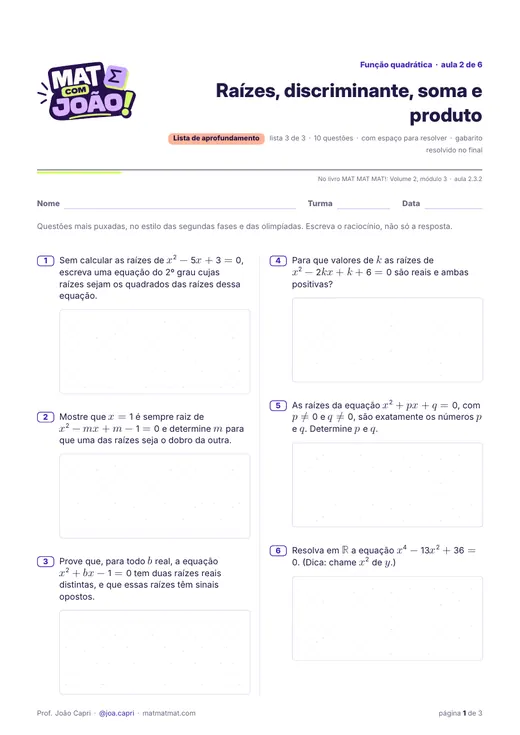 MAT
COM
JOÃO!
Função quadrática · aula 2 de 6
Raízes, discriminante, soma e
produto
Lista de aprofundamento lista 3 de 3 · 10 questões · com espaço para resolver · gabarito
resolvido no final
No livro MAT MAT MAT!: Volume 2, módulo 3 · aula 2.3.2
Nome Turma Data
Questões mais puxadas, no estilo das segundas fases e das olimpíadas. Escreva o raciocínio, não só a resposta.
1 Sem calcular as raízes de x² − 5x + 3 = 0,
escreva uma equação do 2º grau cujas
raízes sejam os quadrados das raízes dessa
equação.
2 Mostre que x = 1 é sempre raiz de
x² − mx + m − 1 = 0 e determine m para
que uma das raízes seja o dobro da outra.
3 Prove que, para todo b real, a equação
x² + bx − 1 = 0 tem duas raízes reais
distintas, e que essas raízes têm sinais
opostos.
4 Para que valores de k as raízes de
x² − 2kx + k + 6 = 0 são reais e ambas
positivas?
5 As raízes da equação x² + px + q = 0, com
p ≠ 0 e q ≠ 0, são exatamente os números p
e q. Determine p e q.
6 Resolva em ℝ a equação x⁴ − 13x² + 36 =
0. (Dica: chame x² de y.)
Prof. João Capri · @joa.capri · matmatmat.com
página 1 de 3